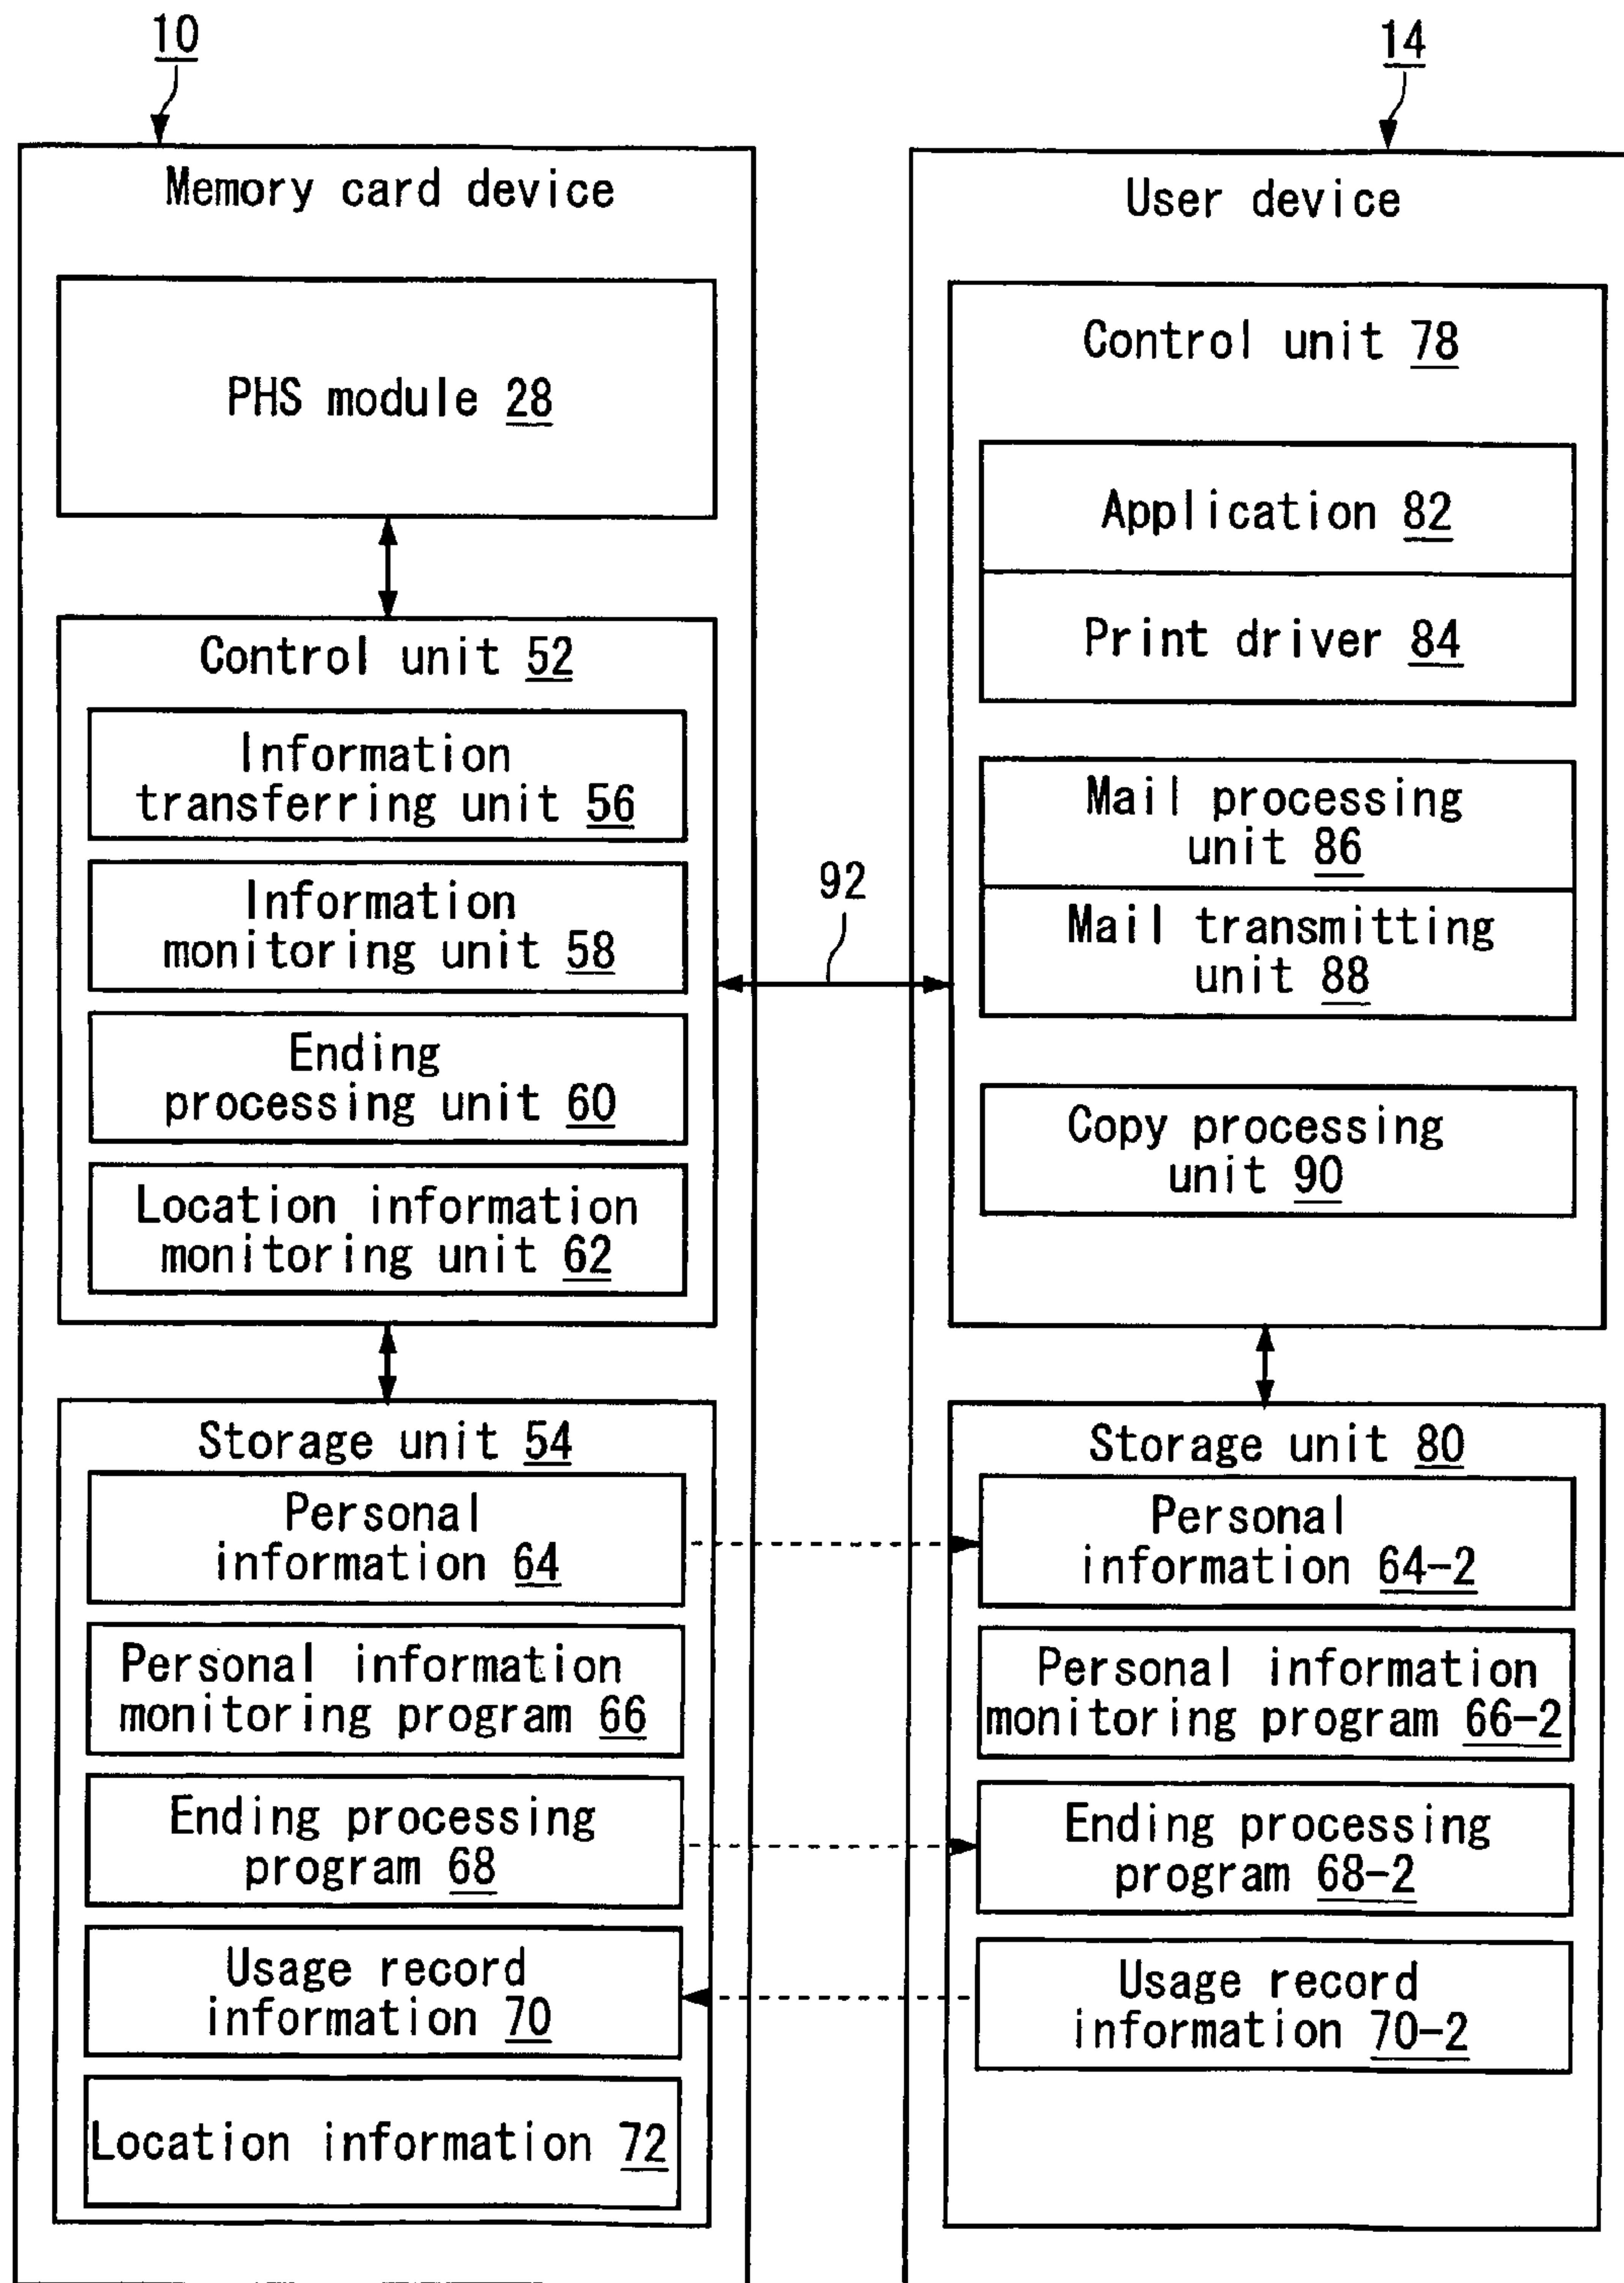 10
14
Memory card device
PHS module 28
Control unit 52
Information
transferring unit 56
Information
monitoring unit 58
Ending
processing unit 60
Location information
monitoring unit 62
Storage unit 54
Personal
information 64
Personal information
monitoring program 66
Ending processing
program 68
Usage record
information 70
Location information 72
92
User device
Control unit 78
Application 82
Print driver 84
Mail processing
unit 86
Mail transmitting
unit 88
Copy processing
unit 90
Storage unit 80
Personal
information 64-2
Personal information
monitoring program 66-2
Ending processing
program 68-2
Usage record
information 70-2